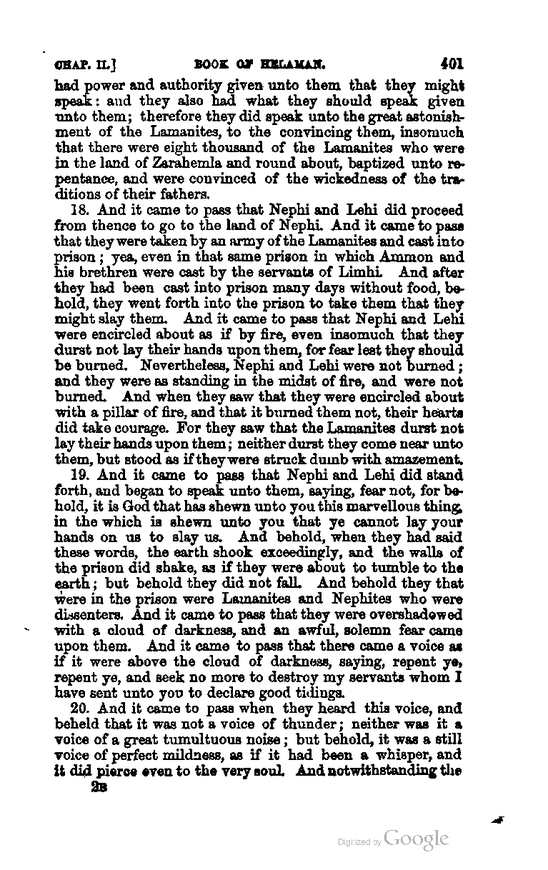 CHAP. II.] BOOK OF HELAMAN. 401
had power and authority given unto them that they might
speak: and they also had what they should speak given
unto them; therefore they did speak unto the great astonish-
ment of the Lamanites, to the convincing them, insomuch
that there were eight thousand of the Lamanites who were
in the land of Zarahemla and round about, baptized unto re-
pentance, and were convinced of the wickedness of the tra-
ditions of their fathers.
18. And it came to pass that Nephi and Lehi did proceed
from thence to go to the land of Nephi. And it came to pass
that they were taken by an army of the Lamanites and cast into
prison; yea, even in that same prison in which Ammon and
his brethren were cast by the servants of Limhi. And after
they had been cast into prison many days without food, be-
hold, they went forth into the prison to take them that they
might slay them. And it came to pass that Nephi and Lehi
were encircled about as if by fire, even insomuch that they
durst not lay their hands upon them, for fear lest they should
be burned. Nevertheless, Nephi and Lehi were not burned;
and they were as standing in the midst of fire, and were not
burned. And when they saw that they were encircled about
with a pillar of fire, and that it burned them not, their hearts
did take courage. For they saw that the Lamanites durst not
lay their hands upon them; neither durst they come near unto
them, but stood as if they were struck dumb with amazement.
19. And it came to pass that Nephi and Lehi did stand
forth, and began to speak unto them, saying, fear not, for be-
hold, it is God that has shewn unto you this marvellous thing,
in the which is shewn unto you that ye cannot lay your
hands on us to slay us. And behold, when they had said
these words, the earth shook exceedingly, and the walls of
the prison did shake, as if they were about to tumble to the
earth; but behold they did not fall. And behold they that
were in the prison were Lamanites and Nephites who were
dissenters. And it came to pass that they were overshadowed
with a cloud of darkness, and an awful, solemn fear came
upon them. And it came to pass that there came a voice as
if it were above the cloud of darkness, saying, repent ye,
repent ye, and seek no more to destroy my servants whom I
have sent unto you to declare good tidings.
20. And it came to pass when they heard this voice, and
beheld that it was not a voice of thunder; neither was it a
voice of a great tumultuous noise; but behold, it was a still
voice of perfect mildness, as if it had been a whisper, and
it did pierce even to the very soul. And notwithstanding the
2B
Digitized by Google